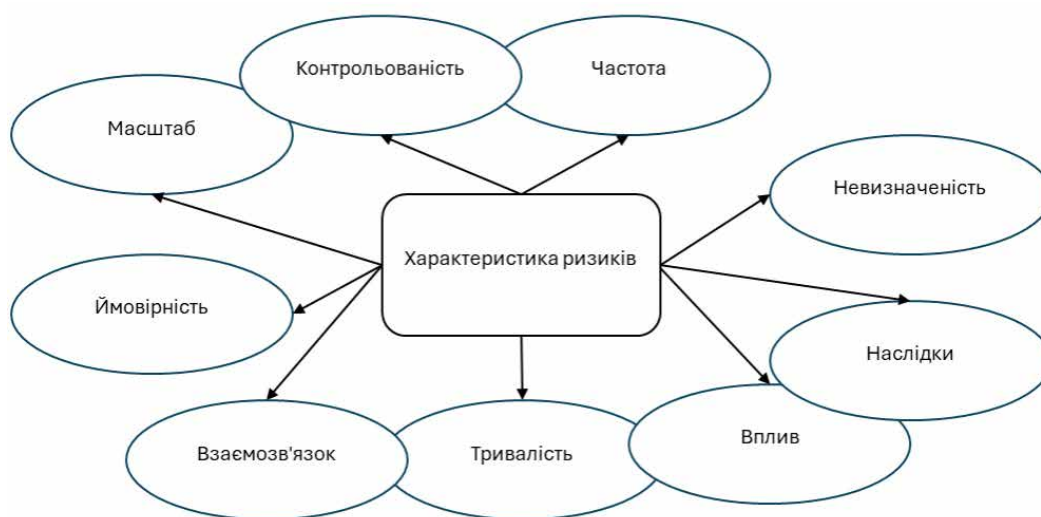 Контрольованість
Частота
Масштаб
Невизначеність
Характеристика ризиків
Ймовірність
Наслідки
Вплив
Взаємозв'язок
Тривалість